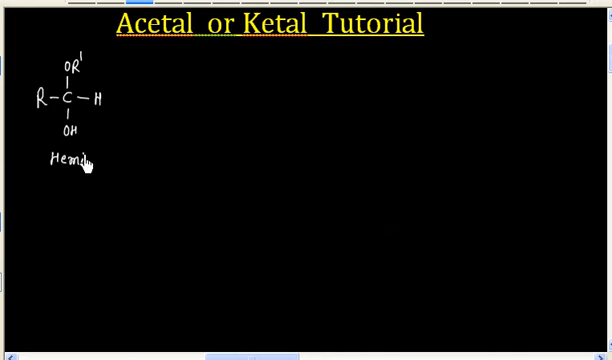 Acetal or Ketal Tutorial
OR'
R–C–H
OH
Hemi